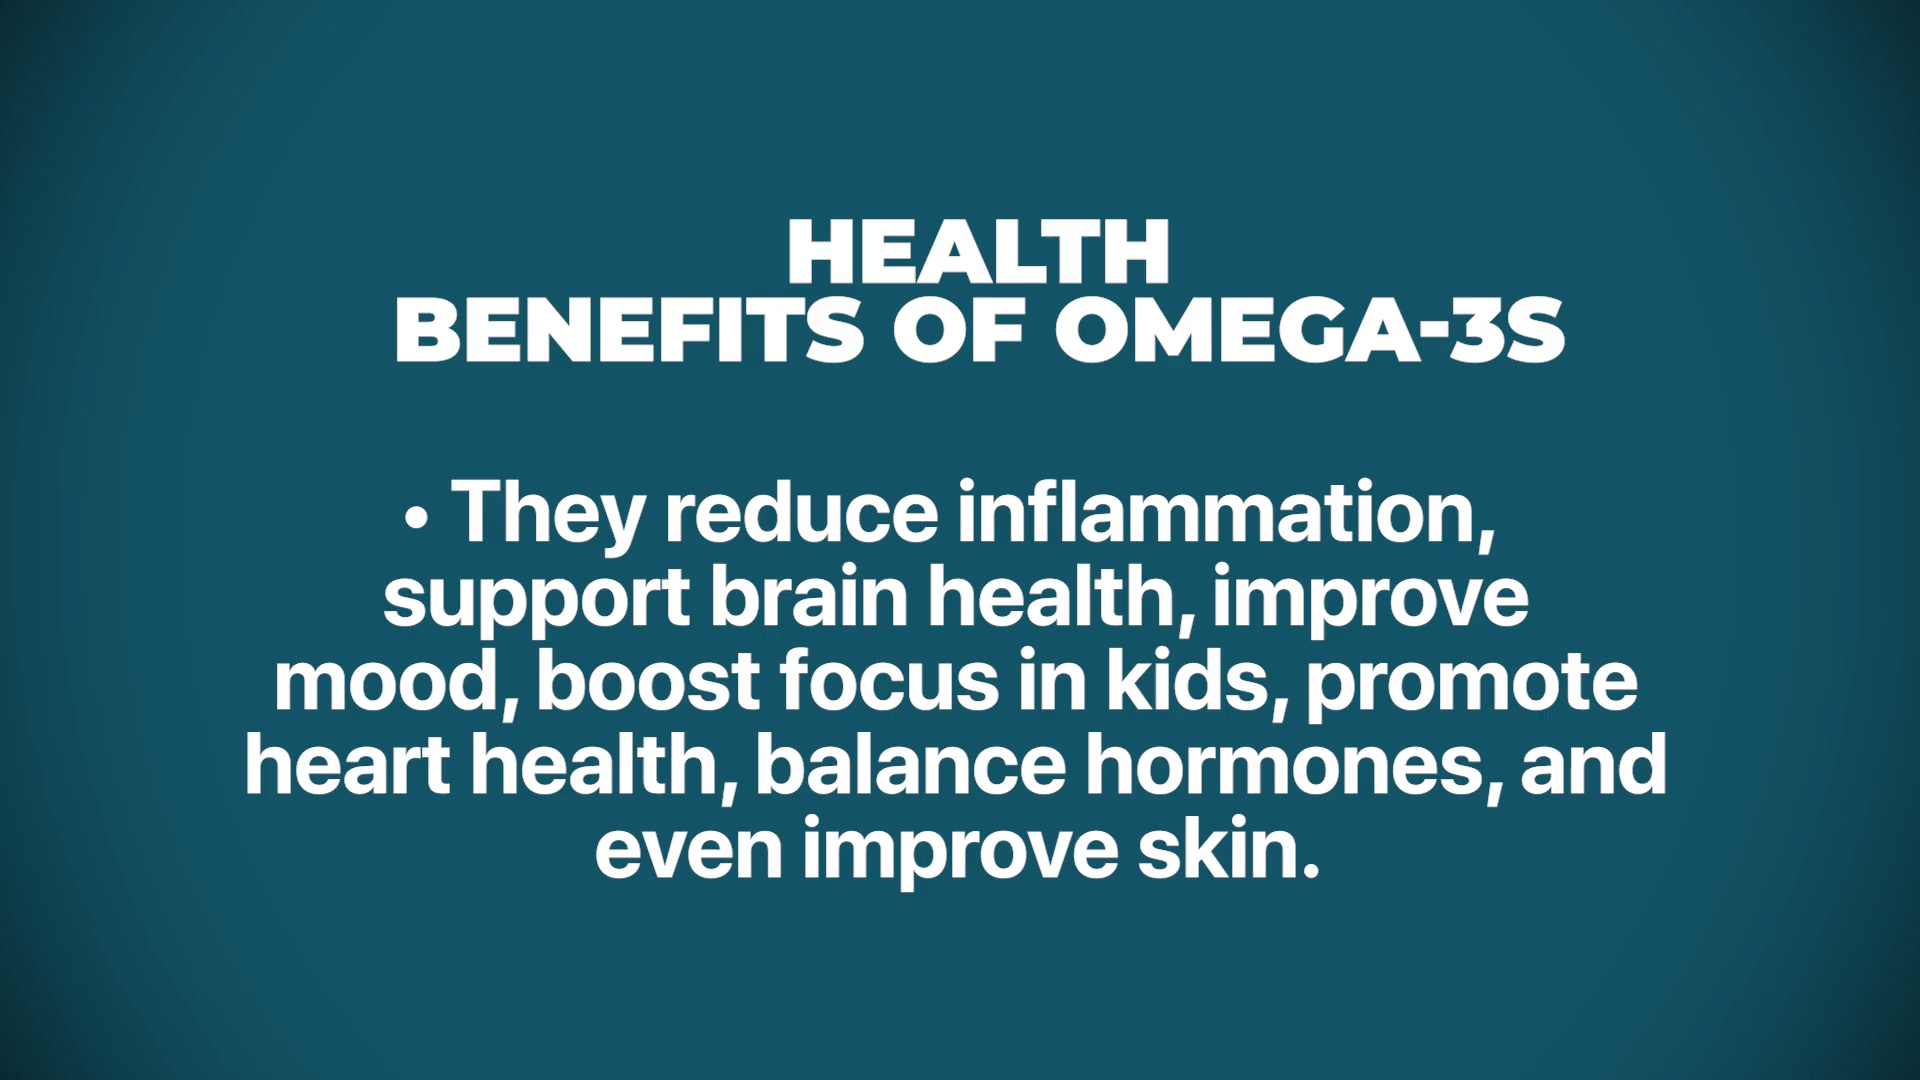 HEALTH
BENEFITS OF OMEGA-3S
• They reduce inflammation,
support brain health, improve
mood, boost focus in kids, promote
heart health, balance hormones, and
even improve skin.